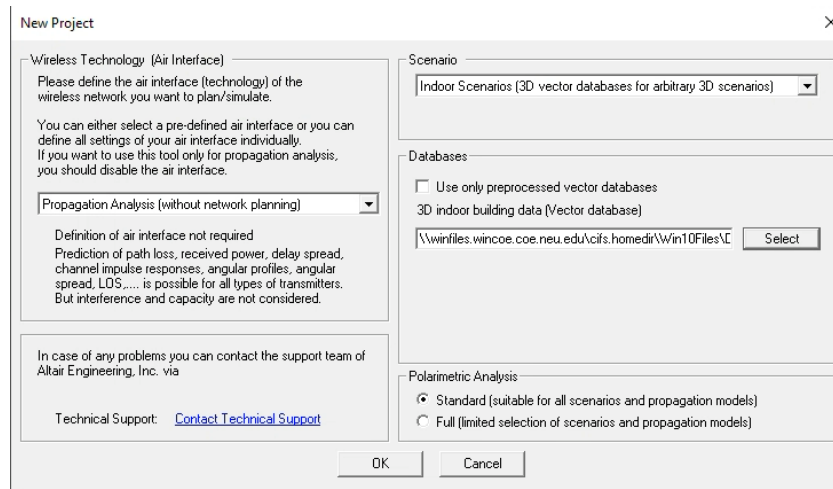 New Project
Wireless Technology (Air Interface)
Please define the air interface (technology) of the
wireless network you want to plan/simulate.
You can either select a pre-defined air interface or you can
define all settings of your air interface individually.
If you want to use this tool only for propagation analysis,
you should disable the air interface.
Propagation Analysis (without network planning)
Definition of air interface not required
Prediction of path loss, received power, delay spread,
channel impulse responses, angular profiles, angular
spread, LOS,.... is possible for all types of transmitters.
But interference and capacity are not considered.
In case of any problems you can contact the support team of
Altair Engineering, Inc. via
Technical Support: Contact Technical Support
Scenario
Indoor Scenarios (3D vector databases for arbitrary 3D scenarios)
Databases
Use only preprocessed vector databases
3D indoor building data (Vector database)
\\winfiles.wincoe.coe.neu.edu\cifs.homedir\Win10Files\D
Select
Polarimetric Analysis
Standard (suitable for all scenarios and propagation models)
Full (limited selection of scenarios and propagation models)
OK
Cancel